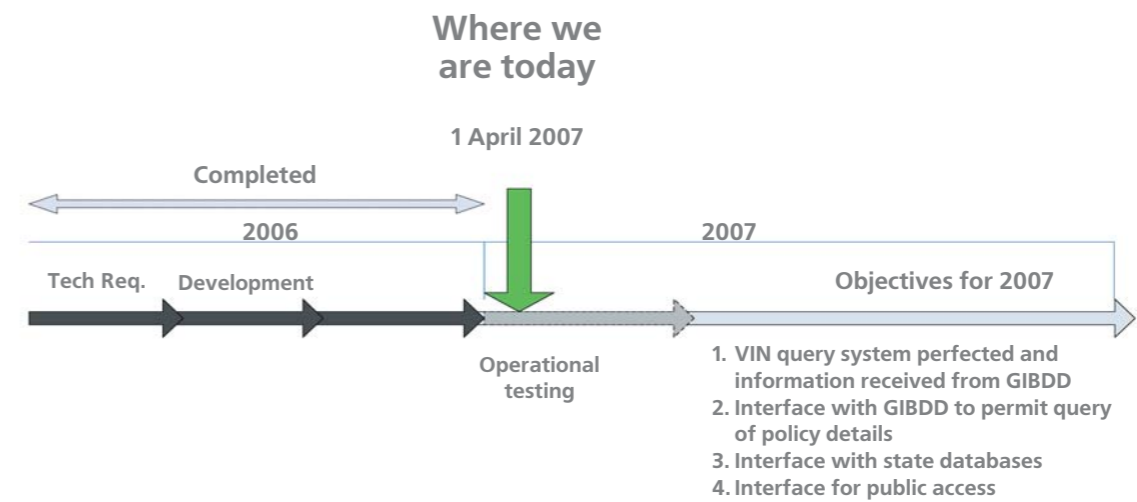 Where we
are today
1 April 2007
Completed
2006
2007
Tech Req.
Development
Objectives for 2007
Operational
testing
1. VIN query system perfected and
information received from GIBDD
2. Interface with GIBDD to permit query
of policy details
3. Interface with state databases
4. Interface for public access